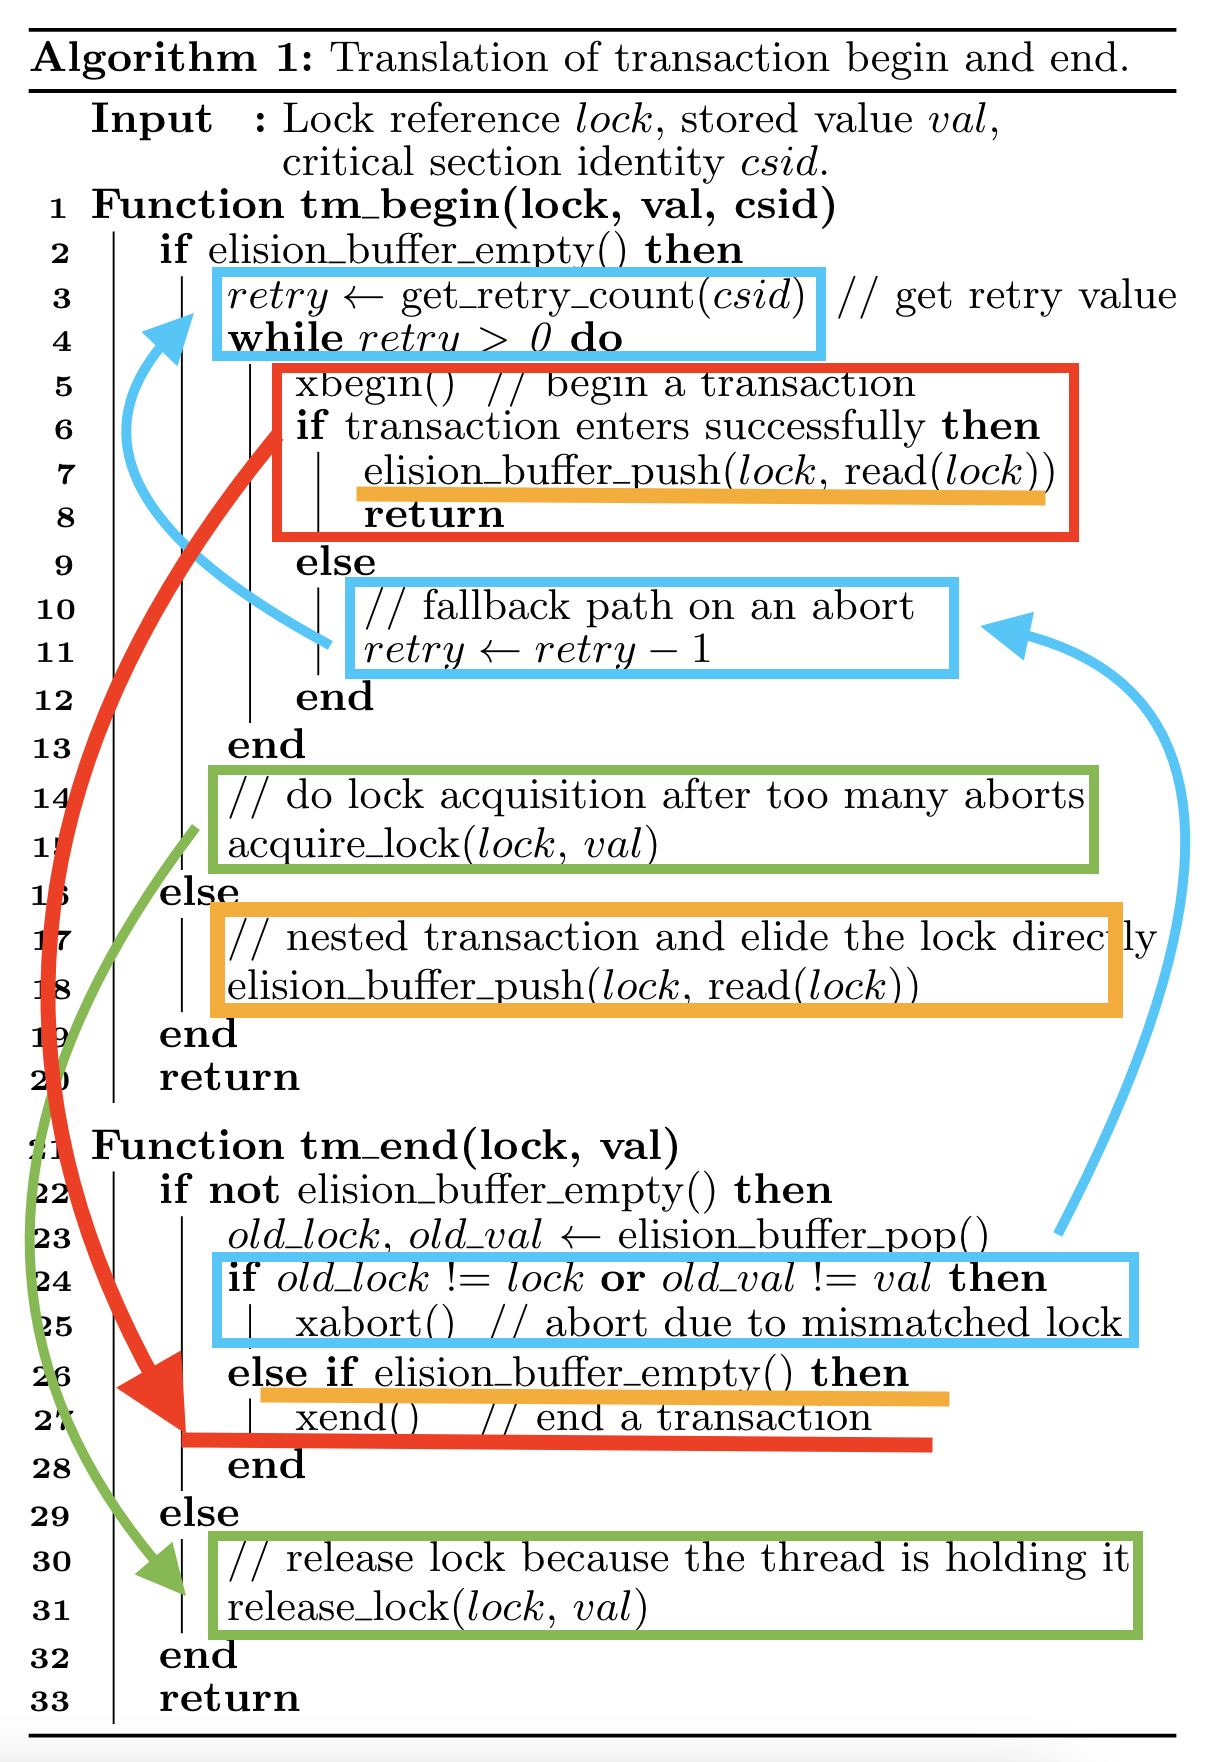 Algorithm 1: Translation of transaction begin and end.
Input : Lock reference lock, stored value val,
critical section identity csid.
1 Function tm_begin(lock, val, csid)
2 if elision_buffer_empty() then
3 retry ← get_retry_count(csid) // get retry value
4 while retry > 0 do
5 xbegin() // begin a transaction
6 if transaction enters successfully then
7 elision_buffer_push(lock, read(lock))
8 return
9 else
10 // fallback path on an abort
11 retry ← retry − 1
12 end
13 end
14 // do lock acquisition after too many aborts
15 acquire_lock(lock, val)
16 else
17 // nested transaction and elide the lock directly
18 elision_buffer_push(lock, read(lock))
19 end
20 return
21 Function tm_end(lock, val)
22 if not elision_buffer_empty() then
23 old_lock, old_val ← elision_buffer_pop()
24 if old_lock != lock or old_val != val then
25 xabort() // abort due to mismatched lock
26 else if elision_buffer_empty() then
27 xend() // end a transaction
28 end
29 else
30 // release lock because the thread is holding it
31 release_lock(lock, val)
32 end
33 return